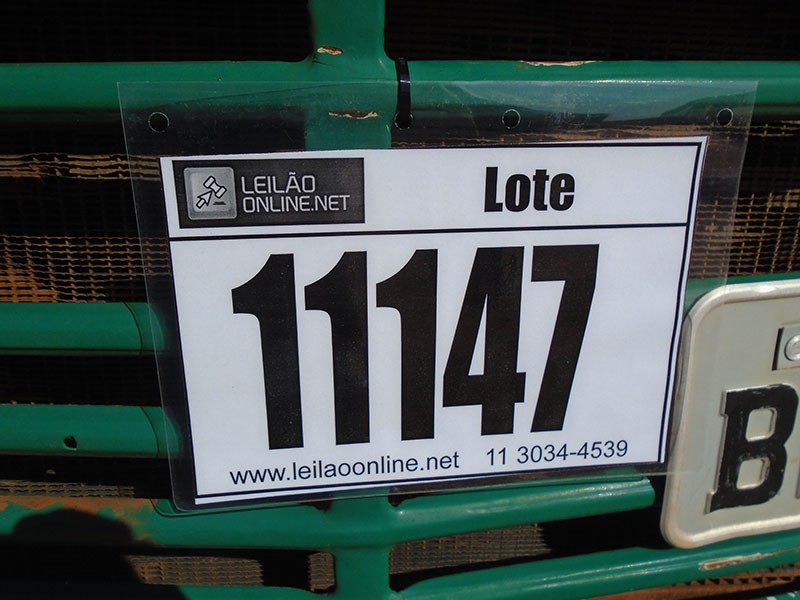 LEILÃO
ONLINE.NET
Lote
11147
www.leilaoonline.net 11 3034-4539
B